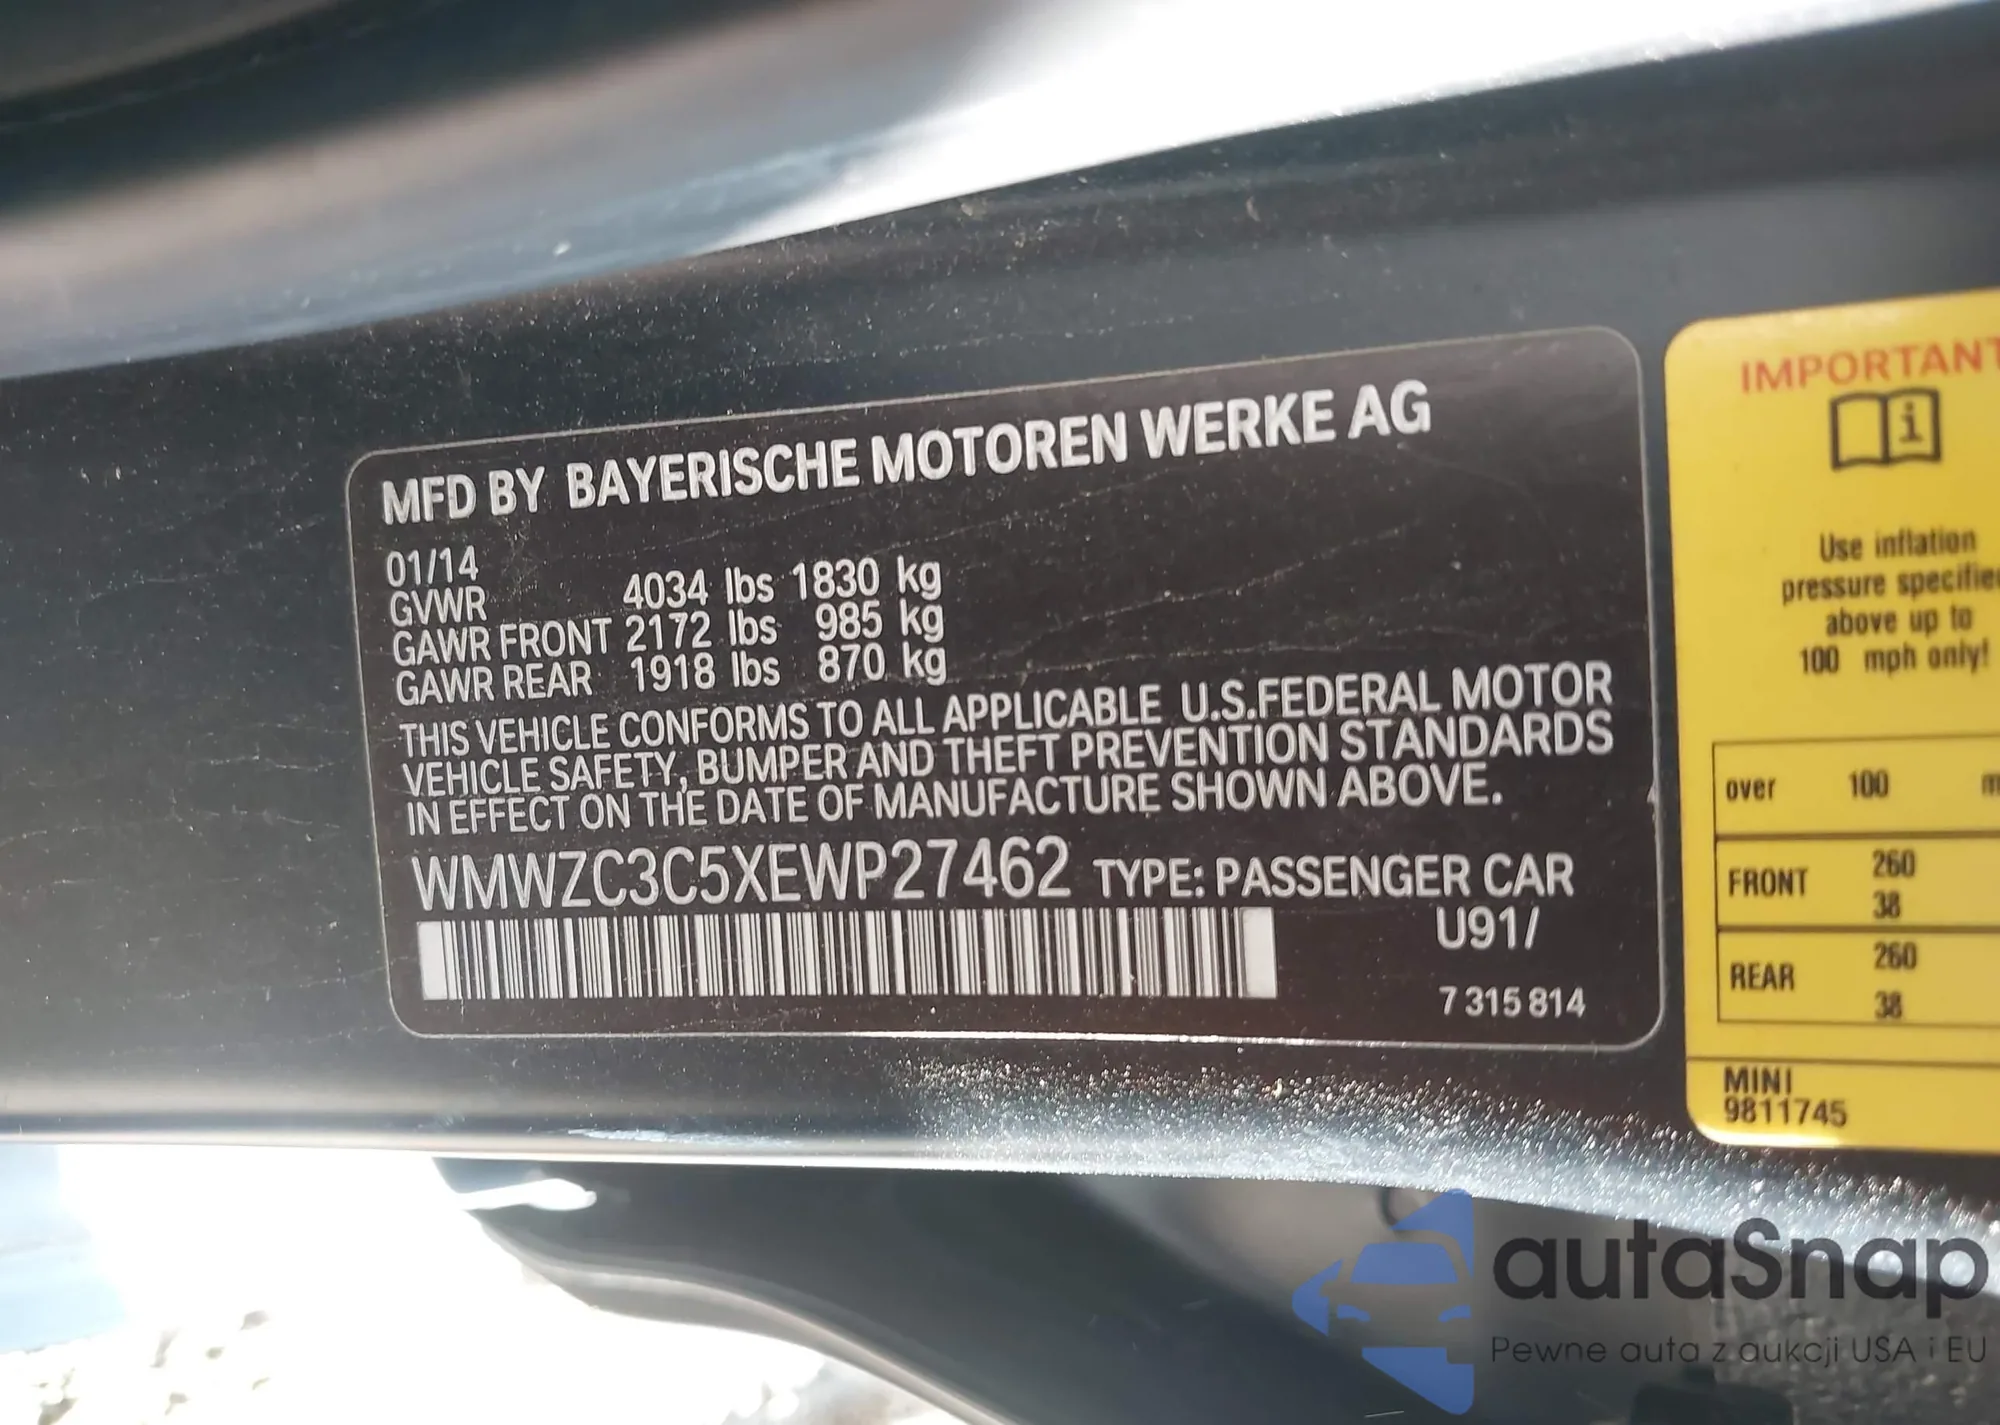 MFD BY BAYERISCHE MOTOREN WERKE AG
01/14
GVWR 4034 lbs 1830 kg
GAWR FRONT 2172 lbs 985 kg
GAWR REAR 1918 lbs 870 kg
THIS VEHICLE CONFORMS TO ALL APPLICABLE U.S.FEDERAL MOTOR
VEHICLE SAFETY, BUMPER AND THEFT PREVENTION STANDARDS
IN EFFECT ON THE DATE OF MANUFACTURE SHOWN ABOVE.
WMWZC3C5XEWP27462 TYPE: PASSENGER CAR
U91/
7 315 814
IMPORTANT
i
Use inflation
pressure specified
above up to
100 mph only!
over 100 m
FRONT 260
38
REAR 260
38
MINI
9811745
autaSnap
Pewne auta z aukcji USA i EU